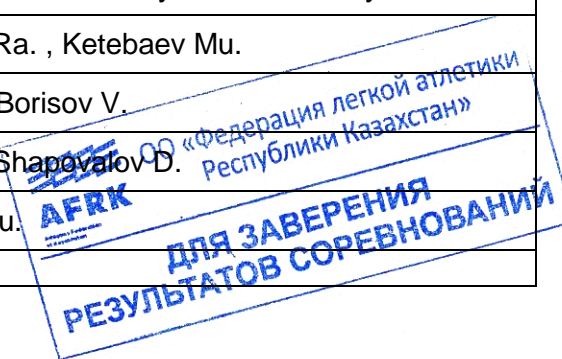 Ra. , Ketebaev Mu.
Borisov V.
Shapovalov D.
u.
ОО «Федерация легкой атлетики
Республики Казахстан»
AFRK
ДЛЯ ЗАВЕРЕНИЯ
РЕЗУЛЬТАТОВ СОРЕВНОВАНИЙ